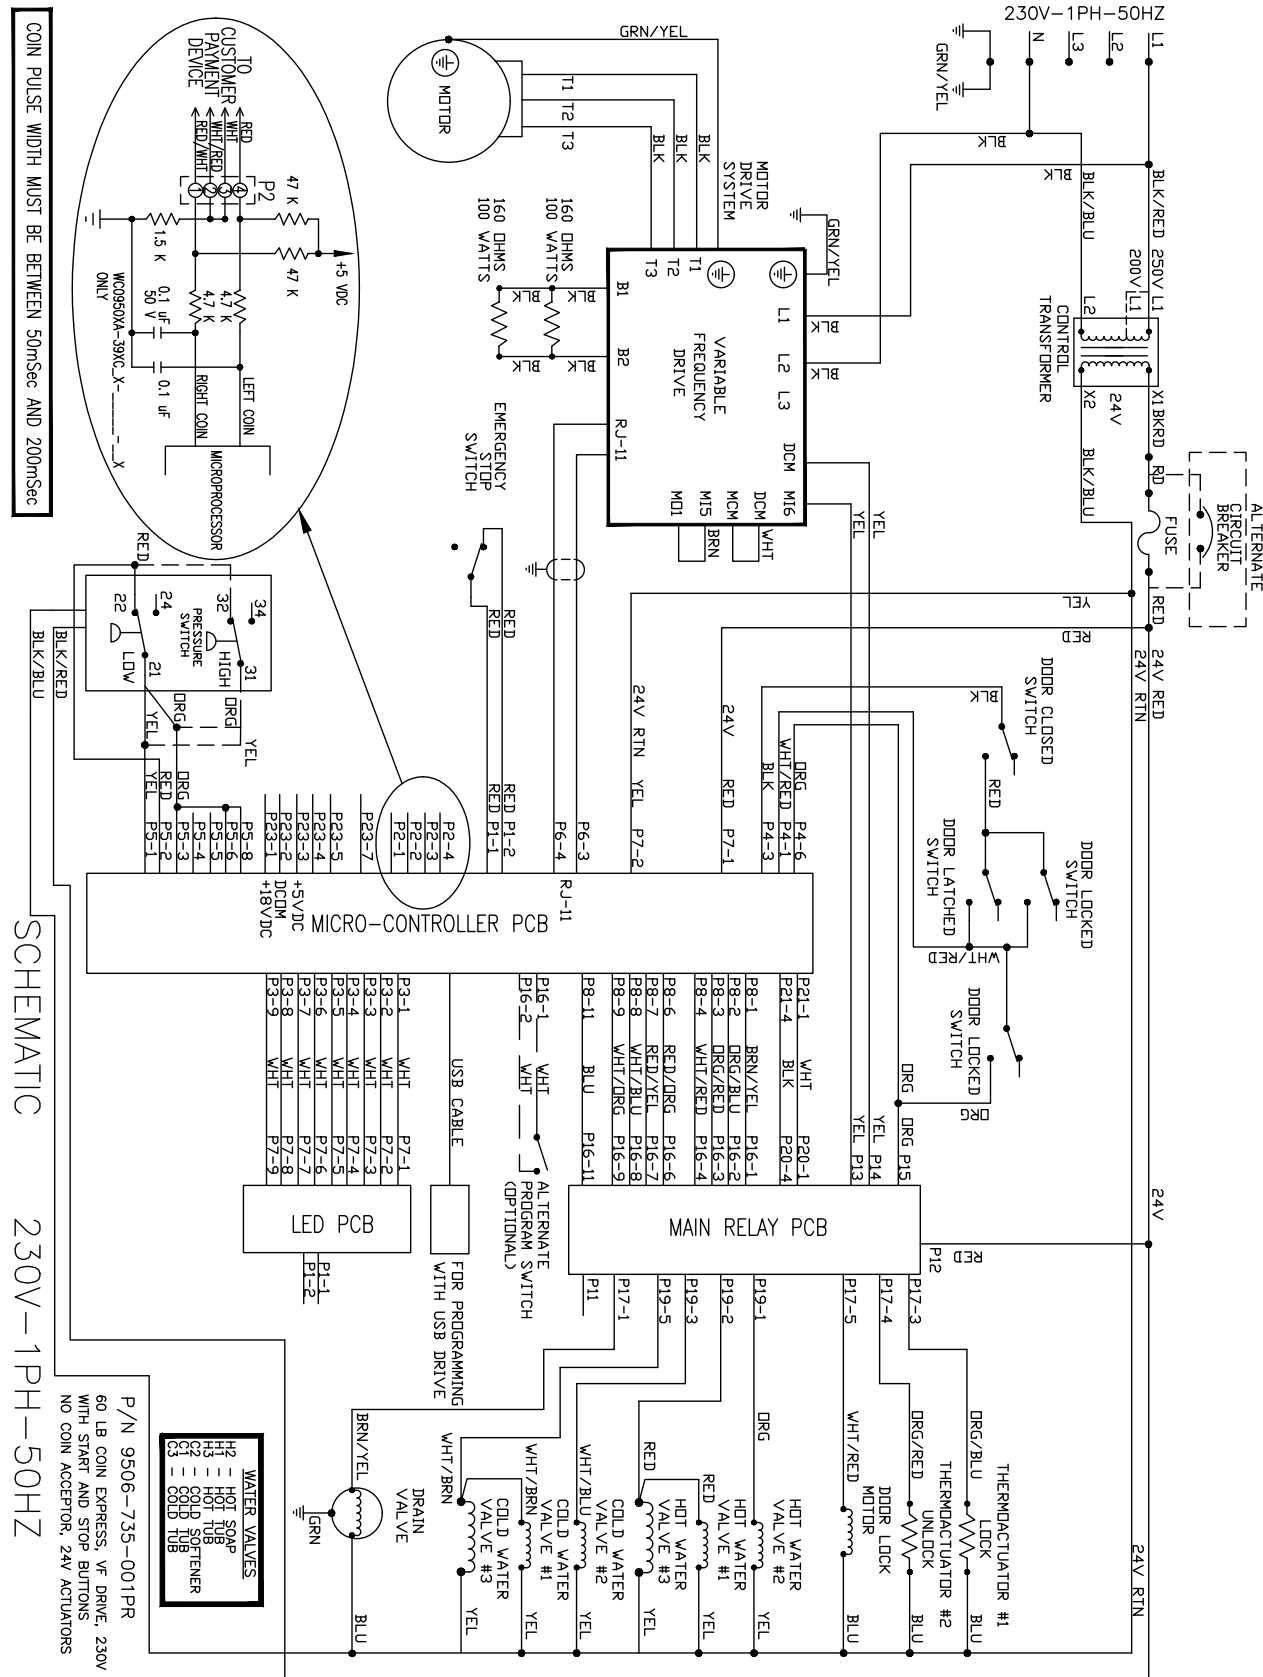 230V-1PH-50HZ
L1
L2
L3
N
GRN/YEL
BLK
BLK
BLK/RED
BLK/BLU
250V
L1
200V
L1
L2
CONTROL
TRANSFORMER
24V
X1
X2
BKRD
BLK/BLU
RD
FUSE
ALTERNATE
CIRCUIT
BREAKER
RED
YEL
RED
24V RED
24V RTN
24V
24V RTN
GRN/YEL
MOTOR
T1
T2
T3
BLK
BLK
BLK
MOTOR
DRIVE
SYSTEM
GRN/YEL
160 OHMS
100 WATTS
160 OHMS
100 WATTS
BLK
BLK
BLK
BLK
T1
T2
T3
B1
B2
L1
L2
L3
BLK
BLK
VARIABLE
FREQUENCY
DRIVE
RJ-11
DCM
MI6
MO1
MI5
MCM
DCM
BRN
WHT
YEL
YEL
EMERGENCY
STOP
SWITCH
RED
RED
TO
CUSTOMER
PAYMENT
DEVICE
RED
WHT
WHT/RED
RED/WHT
P2
4
3
2
1
47 K
47 K
+5 VDC
1.5 K
4.7 K
4.7 K
0.1 uF
50 V
0.1 uF
WC0950XA-39XC_X-______-__X
ONLY
LEFT COIN
RIGHT COIN
MICROPROCESSOR
COIN PULSE WIDTH MUST BE BETWEEN 50mSec AND 200mSec
RED
34
32
31
HIGH
PRESSURE
SWITCH
24
22
21
LOW
BLK/RED
BLK/BLU
ORG
YEL
ORG
YEL
DOOR CLOSED
SWITCH
BLK
RED
DOOR LOCKED
SWITCH
DOOR LATCHED
SWITCH
WHT/RED
DOOR LOCKED
SWITCH
ORG
ORG
24V RTN
24V
ORG P4-6
WHT/RED P4-1
BLK P4-3
RED P7-1
YEL P7-2
P6-3
P6-4
RED P1-2
RED P1-1
P2-4
P2-3
P2-2
P2-1
P23-7
P23-5
P23-4
P23-3
P23-2
P23-1
P5-8
P5-6
P5-5
P5-4
ORG P5-3
RED P5-2
YEL P5-1
RJ-11
+5VDC
DCOM
+18VDC
MICRO-CONTROLLER PCB
P21-1 WHT P20-1
P21-4 BLK P20-4
P8-1 BRN/YEL P16-1
P8-2 ORG/BLU P16-2
P8-3 ORG/RED P16-3
P8-4 WHT/RED P16-4
P8-6 RED/ORG P16-6
P8-7 RED/YEL P16-7
P8-8 WHT/BLU P16-8
P8-9 WHT/ORG P16-9
P8-11 BLU P16-11
P16-1 WHT
P16-2 WHT
ALTERNATE
PROGRAM SWITCH
(OPTIONAL)
USB CABLE
FOR PROGRAMMING
WITH USB DRIVE
P3-1 WHT P7-1
P3-2 WHT P7-2
P3-3 WHT P7-3
P3-4 WHT P7-4
P3-5 WHT P7-5
P3-6 WHT P7-6
P3-7 WHT P7-7
P3-8 WHT P7-8
P3-9 WHT P7-9
LED PCB
P1-1
P1-2
ORG P15
YEL P14
YEL P13
MAIN RELAY PCB
P12
RED
P17-3
P17-4
P17-5
P19-1
P19-2
P19-3
P19-5
P17-1
P11
ORG/BLU
THERMOACTUATOR #1
LOCK
BLU
ORG/RED
THERMOACTUATOR #2
UNLOCK
BLU
WHT/RED
DOOR LOCK
MOTOR
BLU
ORG
HOT WATER
VALVE #2
YEL
RED
HOT WATER
VALVE #1
YEL
RED
HOT WATER
VALVE #3
YEL
WHT/BLU
COLD WATER
VALVE #2
YEL
WHT/BRN
COLD WATER
VALVE #1
YEL
WHT/BRN
COLD WATER
VALVE #3
YEL
BRN/YEL
DRAIN
VALVE
GRN
BLU
WATER VALVES
H2 - HOT SOAP
H1 - HOT TUB
H3 - HOT TUB
C2 - COLD SOFTENER
C1 - COLD TUB
C3 - COLD TUB
P/N 9506-735-001PR
60 LB COIN EXPRESS, VF DRIVE, 230V
WITH START AND STOP BUTTONS
NO COIN ACCEPTOR, 24V ACTUATORS
SCHEMATIC 230V-1PH-50HZ